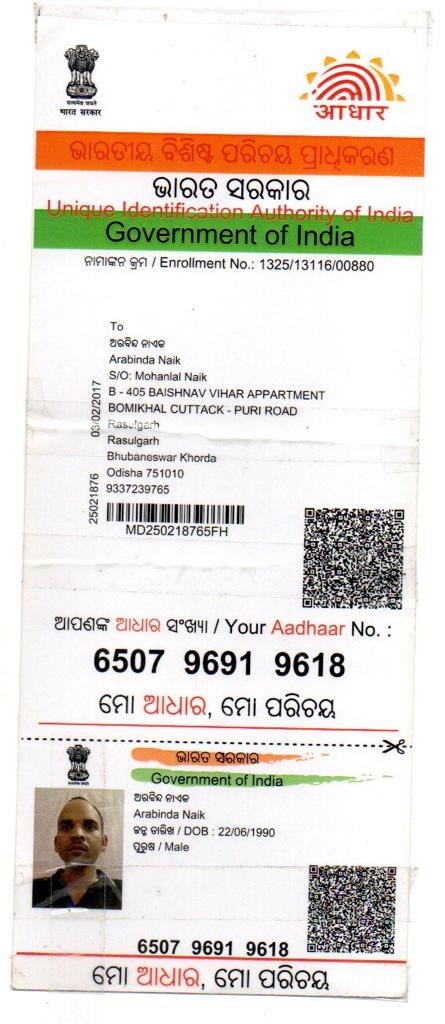 सत्यमेव जयते
भारत सरकार
आधार
ଭାରତୀୟ ବିଶିଷ୍ଟ ପରିଚୟ ପ୍ରାଧିକରଣ
ଭାରତ ସରକାର
Unique Identification Authority of India
Government of India
ନାମାଙ୍କନ କ୍ରମ / Enrollment No.: 1325/13116/00880
To
ଅରବିନ୍ଦ ନାଏକ
Arabinda Naik
S/O: Mohanlal Naik
B - 405 BAISHNAV VIHAR APPARTMENT
BOMIKHAL CUTTACK - PURI ROAD
Rasulgarh
Rasulgarh
Bhubaneswar Khorda
Odisha 751010
9337239765
03/02/2017
25021876
MD250218765FH
ଆପଣଙ୍କ ଆଧାର ସଂଖ୍ୟା / Your Aadhaar No. :
6507 9691 9618
ମୋ ଆଧାର, ମୋ ପରିଚୟ
ଭାରତ ସରକାର
Government of India
ଅରବିନ୍ଦ ନାଏକ
Arabinda Naik
ଜନ୍ମ ତାରିଖ / DOB : 22/06/1990
ପୁରୁଷ / Male
6507 9691 9618
ମୋ ଆଧାର, ମୋ ପରିଚୟ